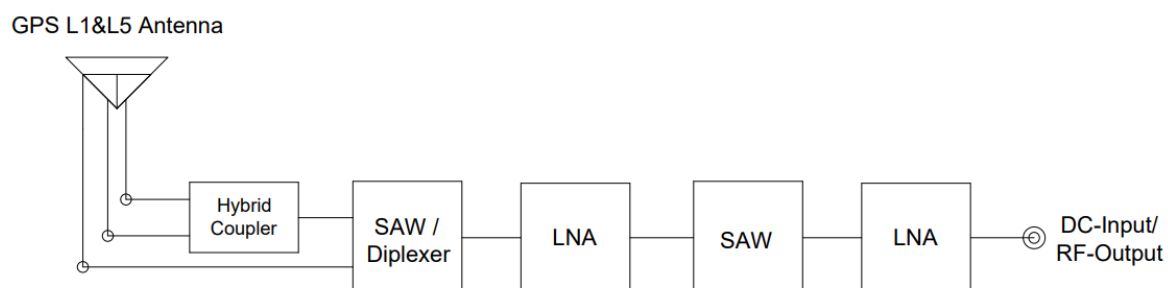 GPS L1&L5 Antenna
Hybrid
Coupler
SAW /
Diplexer
LNA
SAW
LNA
DC-Input/
RF-Output